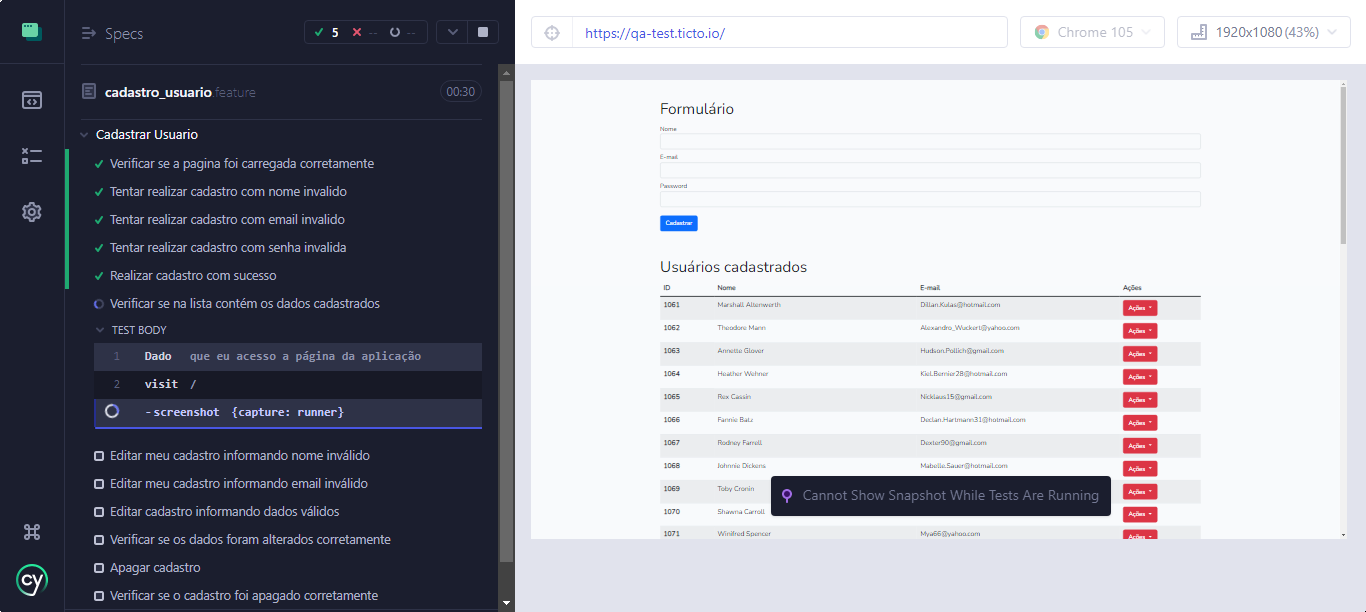 Specs
5 -- --
cadastro_usuario.feature 00:30
Cadastrar Usuario
Verificar se a pagina foi carregada corretamente
Tentar realizar cadastro com nome invalido
Tentar realizar cadastro com email invalido
Tentar realizar cadastro com senha invalida
Realizar cadastro com sucesso
Verificar se na lista contém os dados cadastrados
TEST BODY
1 Dado que eu acesso a página da aplicação
2 visit /
-screenshot {capture: runner}
Editar meu cadastro informando nome inválido
Editar meu cadastro informando email inválido
Editar cadastro informando dados válidos
Verificar se os dados foram alterados corretamente
Apagar cadastro
Verificar se o cadastro foi apagado corretamente
cy
https://qa-test.ticto.io/
Chrome 105
1920x1080 (43%)
Formulário
Nome
E-mail
Password
Cadastrar
Usuários cadastrados
ID Nome E-mail Ações
1061 Marshall Altenwerth Dillan.Kulas@hotmail.com Ações
1062 Theodore Mann Alexandro_Wuckert@yahoo.com Ações
1063 Annette Glover Hudson.Pollich@gmail.com Ações
1064 Heather Wehner Kiel.Bernier28@hotmail.com Ações
1065 Rex Cassin Nicklaus15@gmail.com Ações
1066 Fannie Batz Declan.Hartmann31@hotmail.com Ações
1067 Rodney Farrell Dexter90@gmail.com Ações
1068 Johnnie Dickens Mabelle.Sauer@hotmail.com Ações
1069 Toby Cronin Ações
Cannot Show Snapshot While Tests Are Running
1070 Shawna Carroll Ações
1071 Winifred Spencer Mya66@yahoo.com Ações